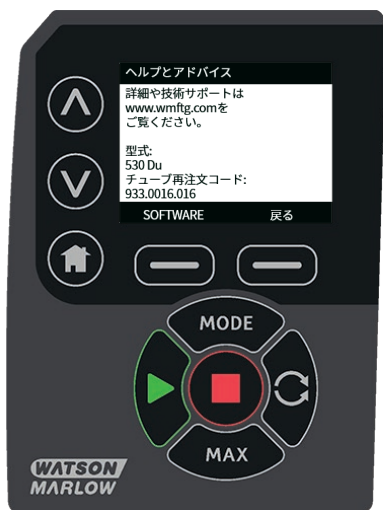 ヘルプとアドバイス
詳細や技術サポートは
www.wmftg.comを
ご覧ください。
型式:
530 Du
チューブ再注文コード:
933.0016.016
SOFTWARE 戻る
MODE
MAX
WATSON
MARLOW